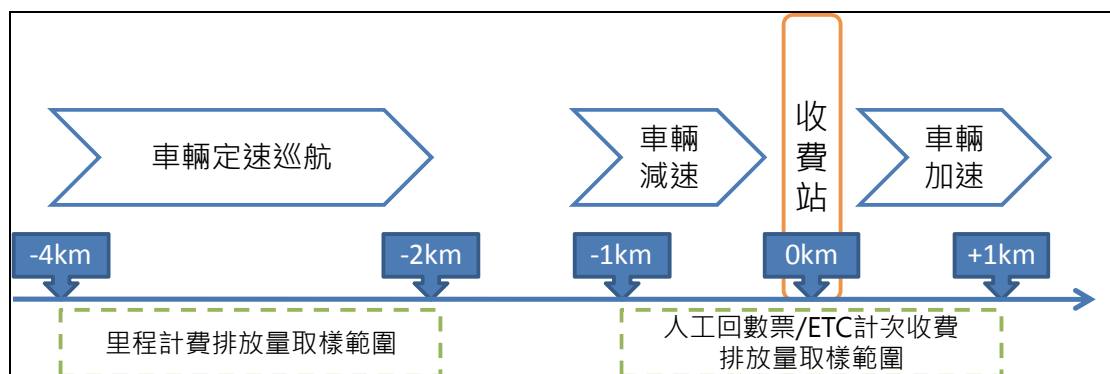 車輛定速巡航
車輛
減速
收
費
站
車輛
加速
-4km
-2km
-1km
0km
+1km
里程計費排放量取樣範圍
人工回數票/ETC計次收費
排放量取樣範圍